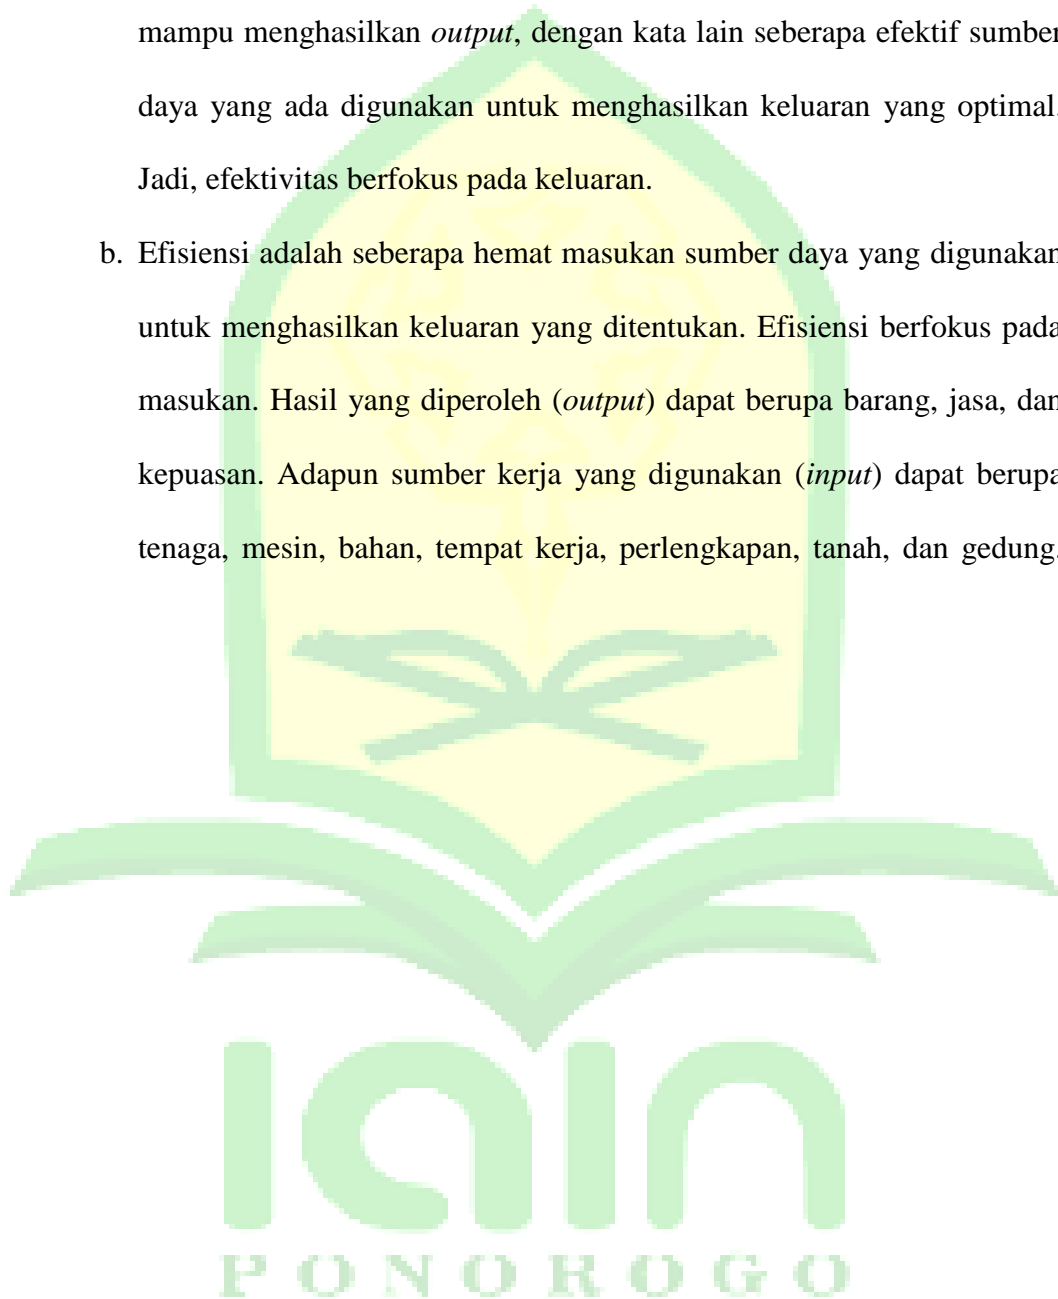 mampu menghasilkan output, dengan kata lain seberapa efektif sumber
daya yang ada digunakan untuk menghasilkan keluaran yang optimal.
Jadi, efektivitas berfokus pada keluaran.
b. Efisiensi adalah seberapa hemat masukan sumber daya yang digunakan
untuk menghasilkan keluaran yang ditentukan. Efisiensi berfokus pada
masukan. Hasil yang diperoleh (output) dapat berupa barang, jasa, dan
kepuasan. Adapun sumber kerja yang digunakan (input) dapat berupa
tenaga, mesin, bahan, tempat kerja, perlengkapan, tanah, dan gedung.
iain
PONOROGO